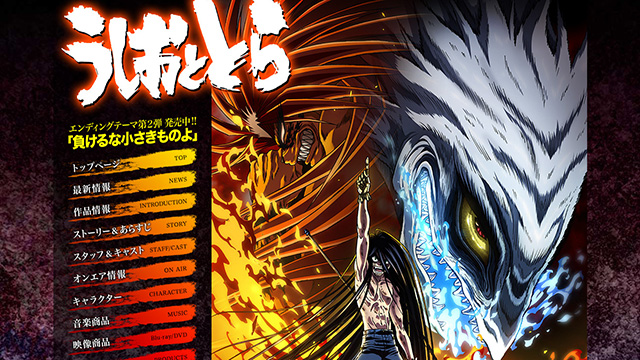 うしおととら
エンディングテーマ第2弾 発売中!!
「負けるな小さきものよ」
トップページ TOP
最新情報 NEWS
作品情報 INTRODUCTION
ストーリー＆あらすじ STORY
スタッフ＆キャスト STAFF/CAST
オンエア情報 ON AIR
キャラクター CHARACTER
音楽商品 MUSIC
映像商品 Blu-ray/DVD
PRODUCTS